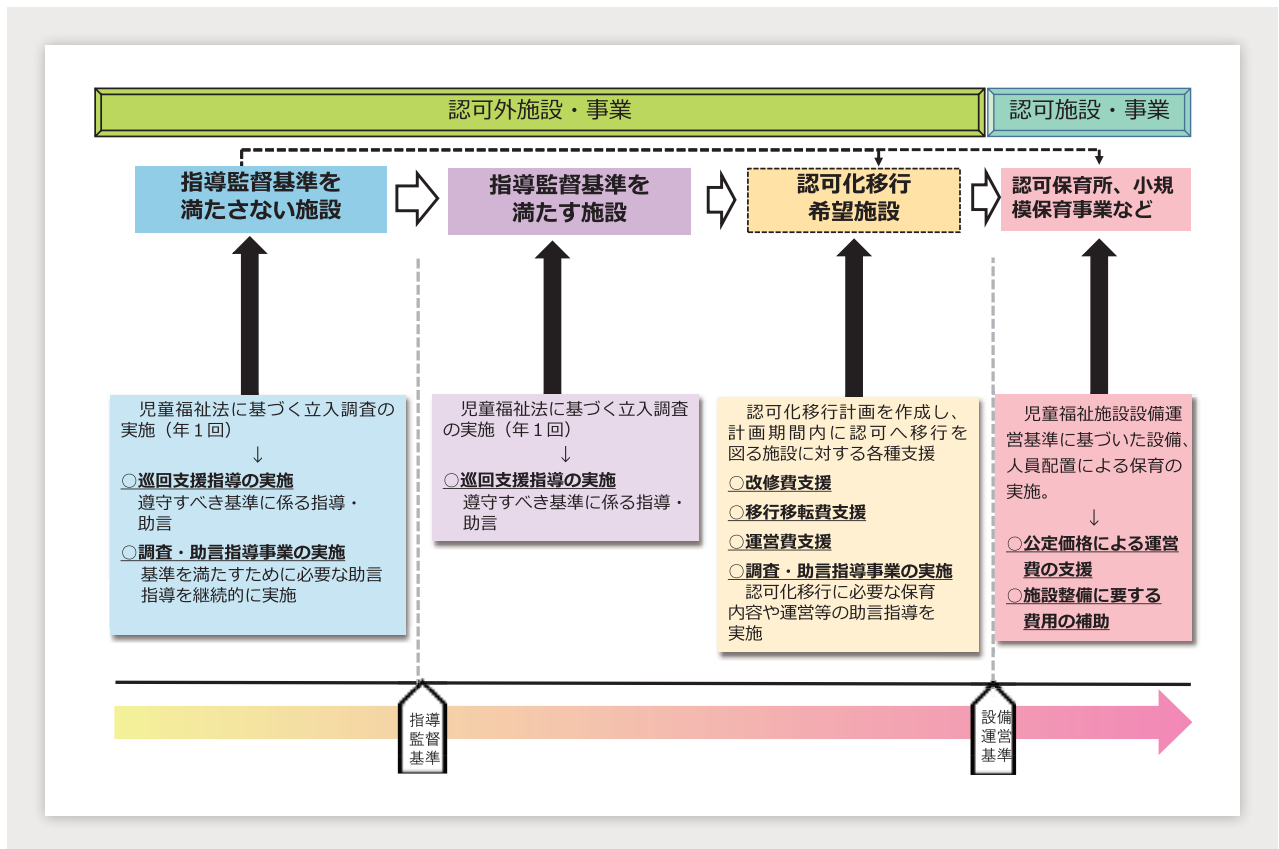 認可外施設・事業
認可施設・事業
指導監督基準を
満たさない施設
指導監督基準を
満たす施設
認可化移行
希望施設
認可保育所、小規
模保育事業など
児童福祉法に基づく立入調査の
実施（年１回）
↓
○巡回支援指導の実施
遵守すべき基準に係る指導・
助言
○調査・助言指導事業の実施
基準を満たすために必要な助言
指導を継続的に実施
児童福祉法に基づく立入調査
の実施（年１回）
↓
○巡回支援指導の実施
遵守すべき基準に係る指導・
助言
認可化移行計画を作成し、
計画期間内に認可へ移行を
図る施設に対する各種支援
○改修費支援
○移行移転費支援
○運営費支援
○調査・助言指導事業の実施
認可化移行に必要な保育
内容や運営等の助言指導を
実施
児童福祉施設設備運
営基準に基づいた設備、
人員配置による保育の
実施。
↓
○公定価格による運営
費の支援
○施設整備に要する
費用の補助
指導
監督
基準
設備
運営
基準